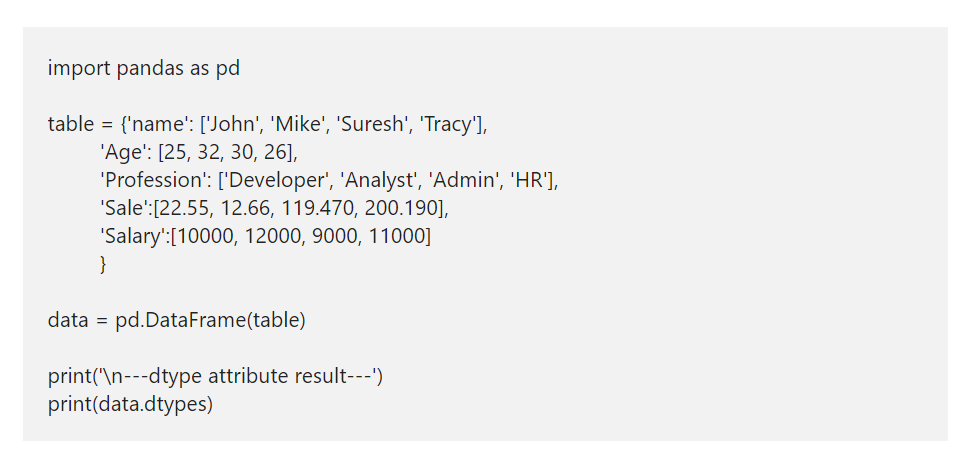 import pandas as pd
table = {'name': ['John', 'Mike', 'Suresh', 'Tracy'],
'Age': [25, 32, 30, 26],
'Profession': ['Developer', 'Analyst', 'Admin', 'HR'],
'Sale':[22.55, 12.66, 119.470, 200.190],
'Salary':[10000, 12000, 9000, 11000]
}
data = pd.DataFrame(table)
print('\n---dtype attribute result---')
print(data.dtypes)